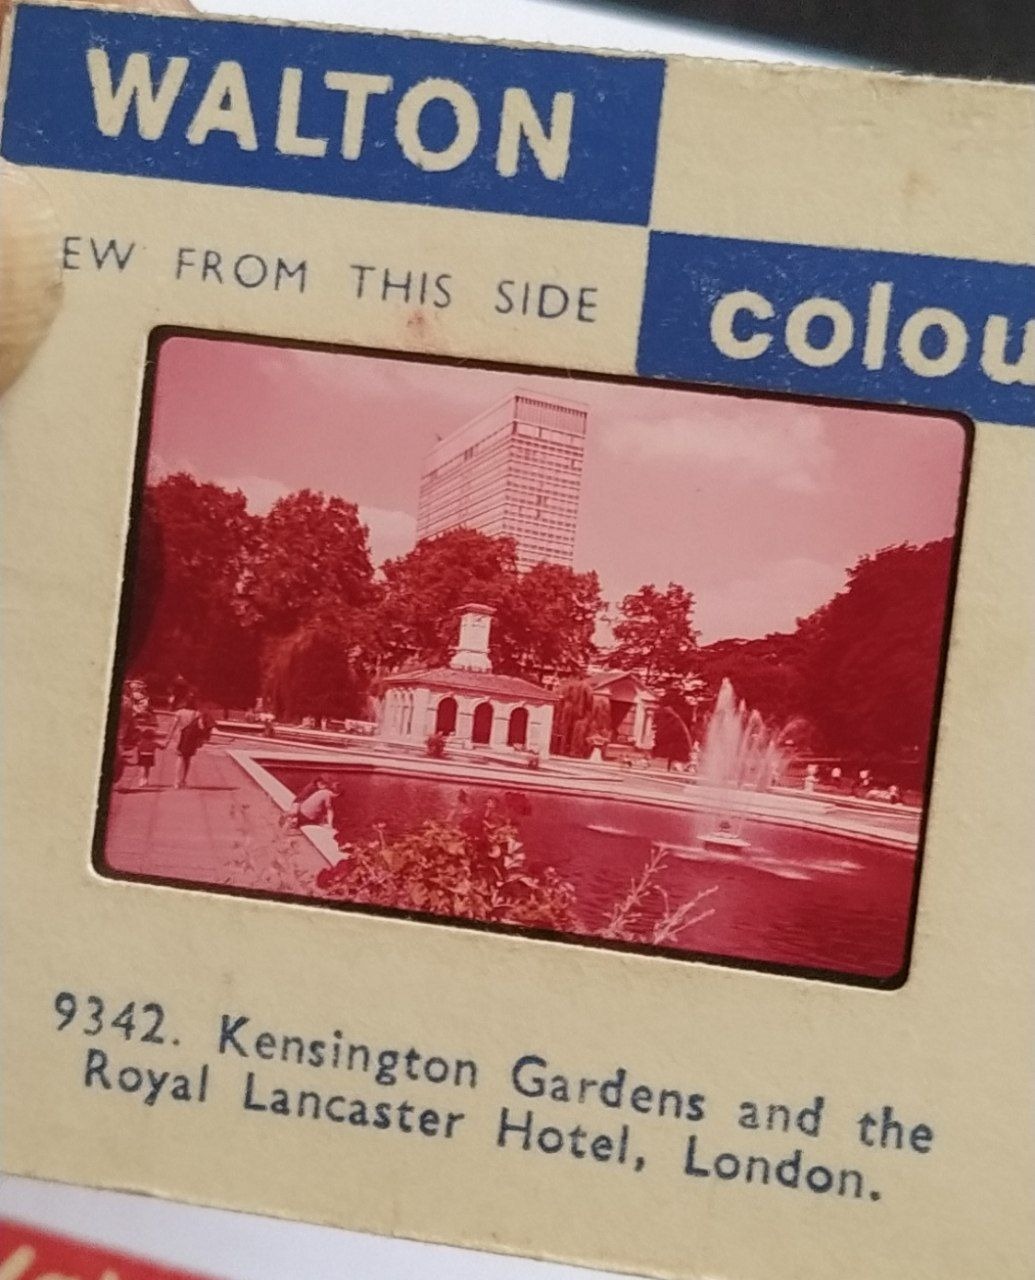 WALTON
colou
EW FROM THIS SIDE
9342. Kensington Gardens and the
Royal Lancaster Hotel, London.